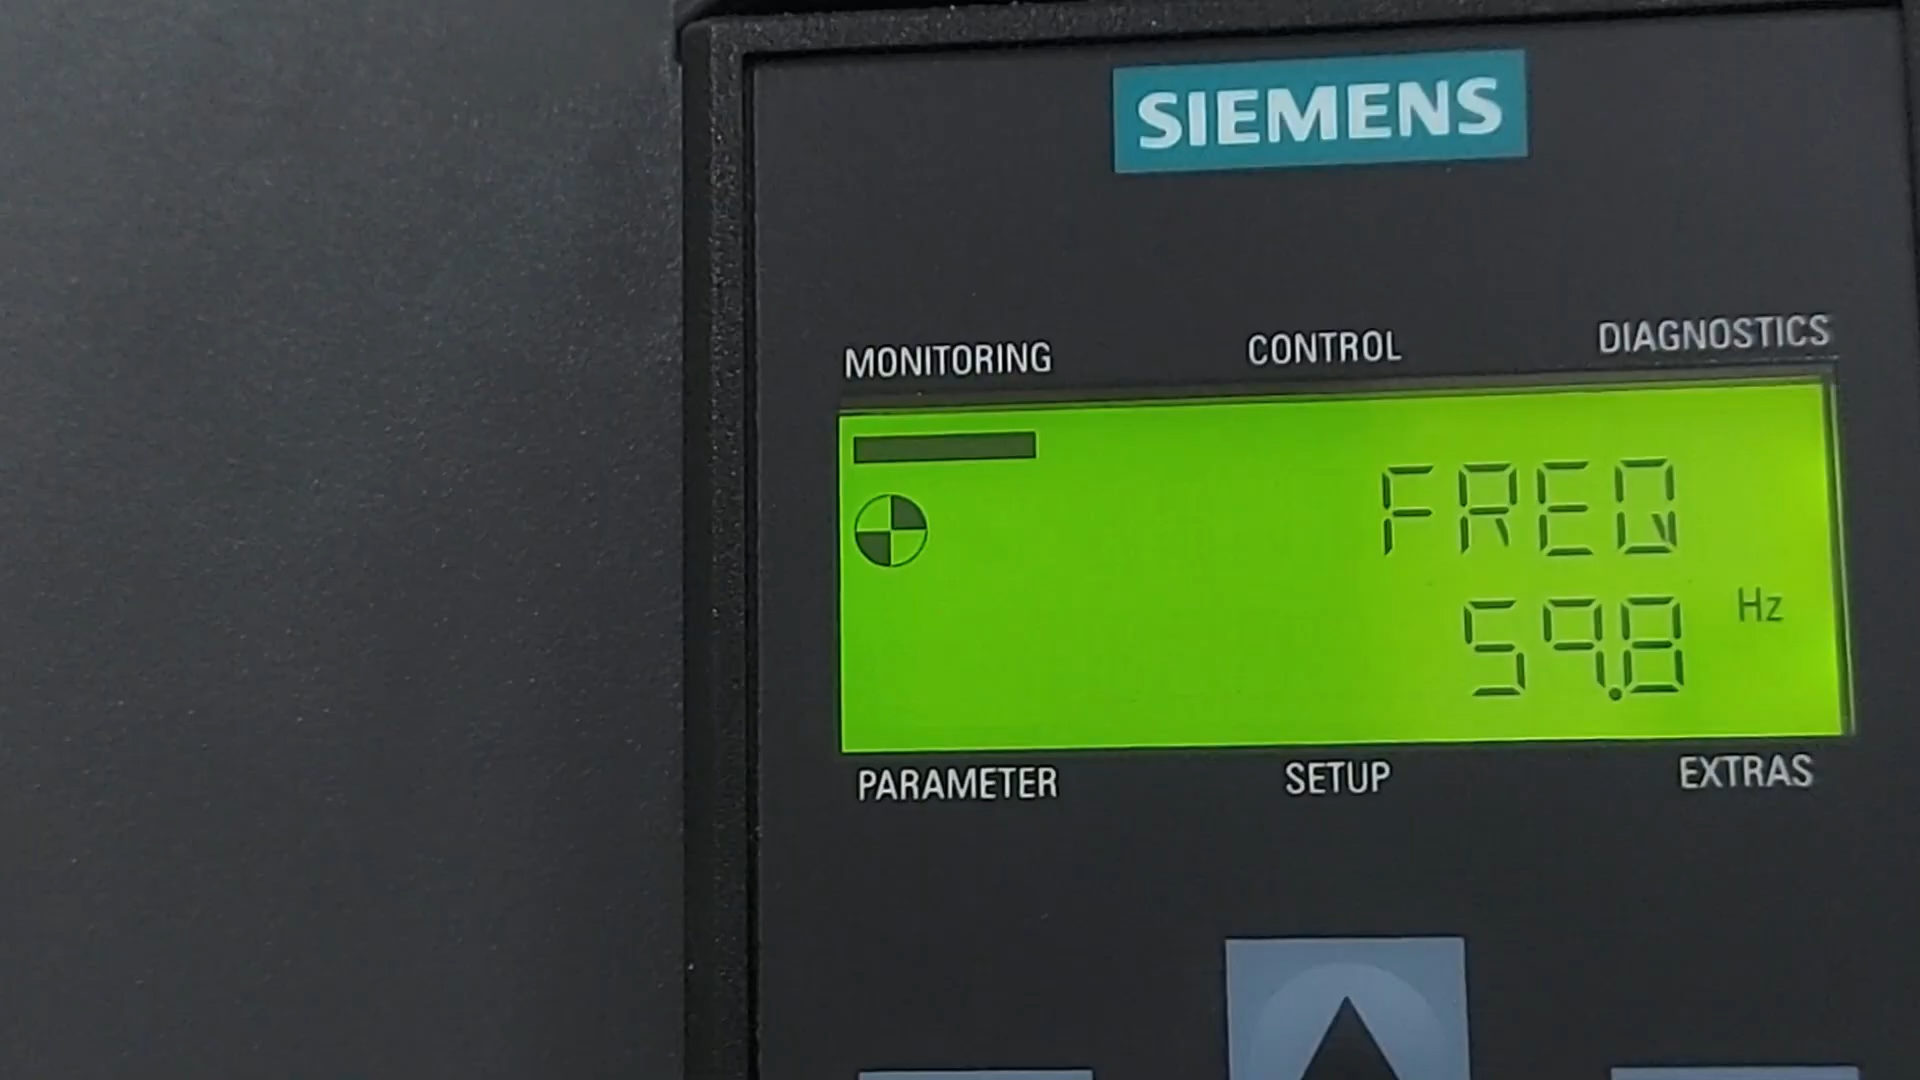 SIEMENS
MONITORING CONTROL DIAGNOSTICS
FREQ
59.8 Hz
PARAMETER SETUP EXTRAS